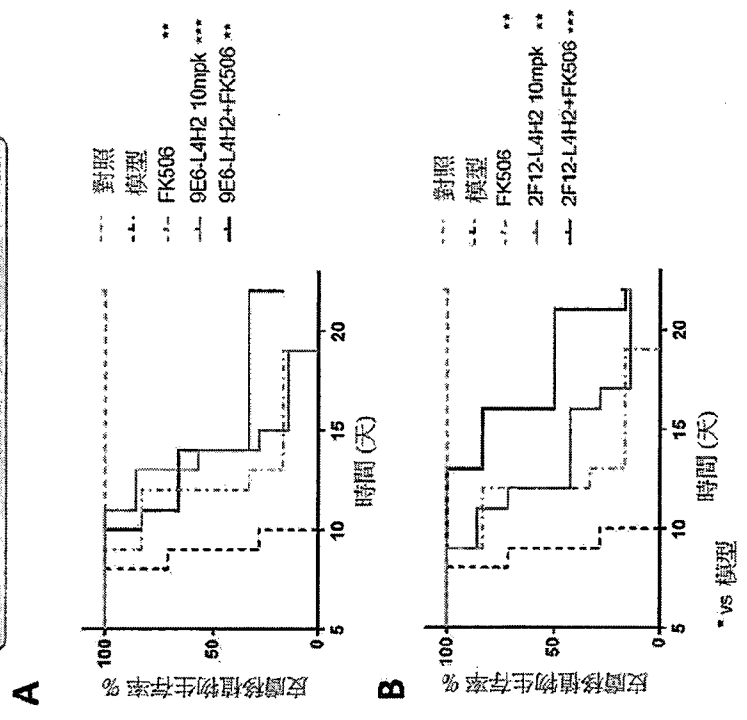 A
皮膚移植物生存率 %
100
50
0
5
10
15
20
時間 (天)
對照
模型
FK506 **
9E6-L4H2 10mpk ***
9E6-L4H2+FK506 **
B
皮膚移植物生存率 %
100
50
0
5
10
15
20
時間 (天)
對照
模型
FK506 **
2F12-L4H2 10mpk **
2F12-L4H2+FK506 ***
* vs 模型